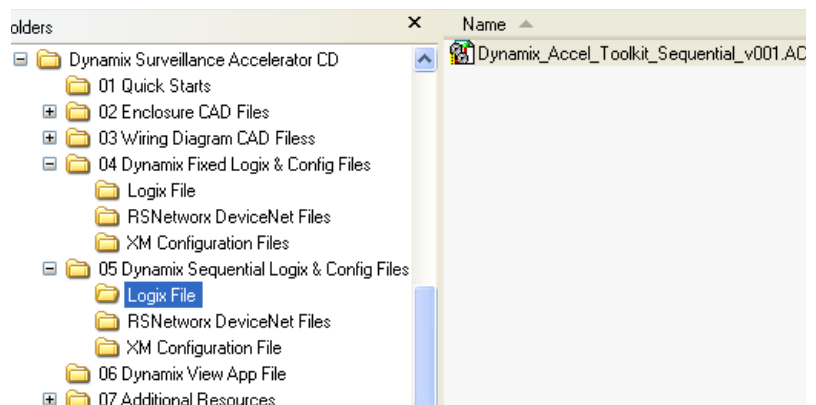 olders
Dynamix Surveillance Accelerator CD
01 Quick Starts
02 Enclosure CAD Files
03 Wiring Diagram CAD Filess
04 Dynamix Fixed Logix & Config Files
Logix File
RSNetworx DeviceNet Files
XM Configuration Files
05 Dynamix Sequential Logix & Config Files
Logix File
RSNetworx DeviceNet Files
XM Configuration File
06 Dynamix View App File
07 Additional Resources
Name
Dynamix_Accel_Toolkit_Sequential_v001.AC